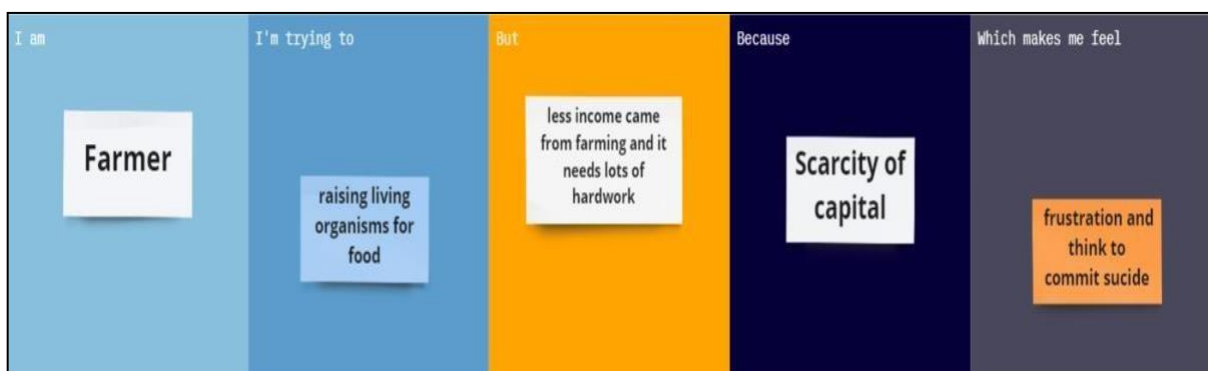 I am
Farmer
I'm trying to
raising living
organisms for
food
But
less income came
from farming and it
needs lots of
hardwork
Because
Scarcity of
capital
Which makes me feel
frustration and
think to
commit sucide